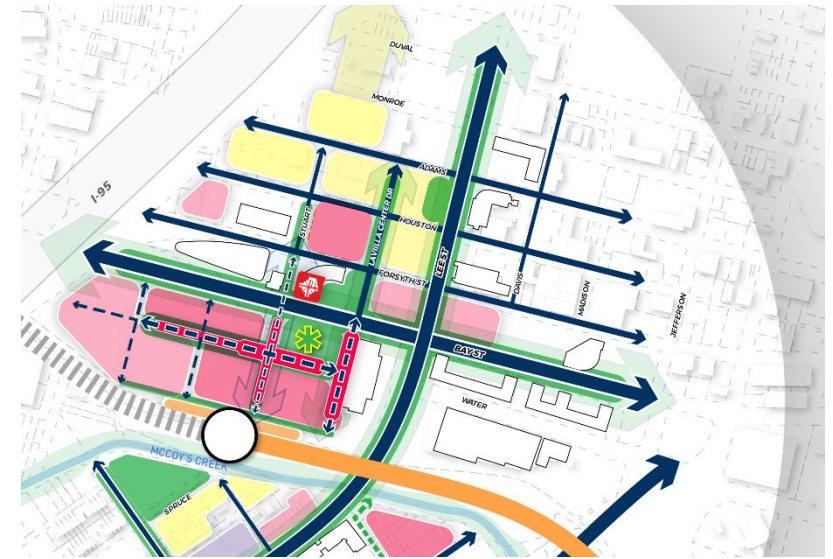 DUVAL
MONROE
I-95
ADAMS
STUART
LAVILLA CENTER DR
HOUSTON
LEE ST
FORSYTH ST
DAVIS
MADISON
JEFFERSON
BAY ST
WATER
MCCOY'S CREEK
SPRUCE